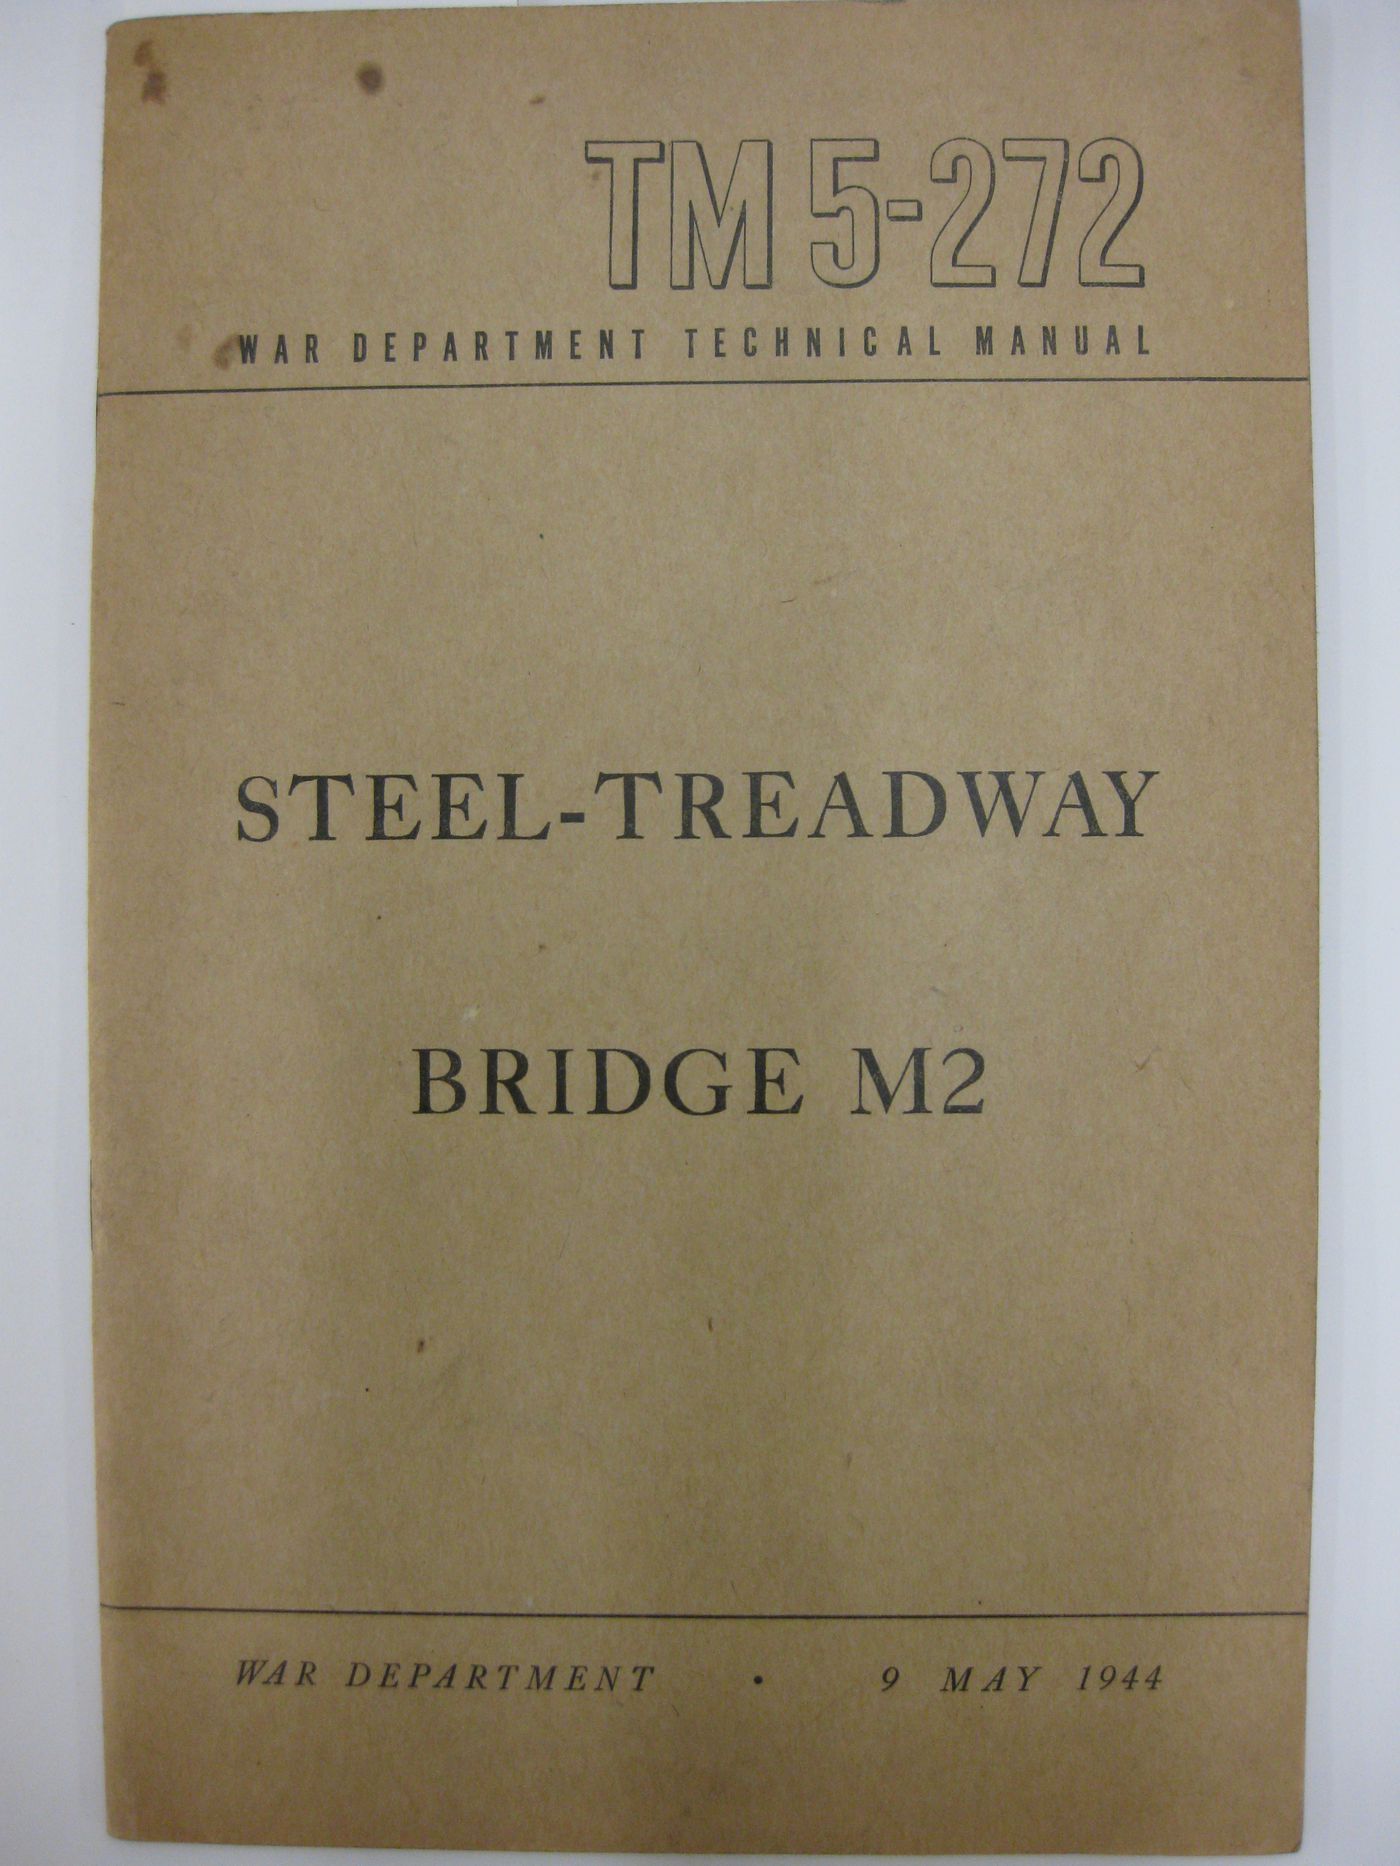 TM 5-272
WAR DEPARTMENT TECHNICAL MANUAL
STEEL-TREADWAY
BRIDGE M2
WAR DEPARTMENT • 9 MAY 1944